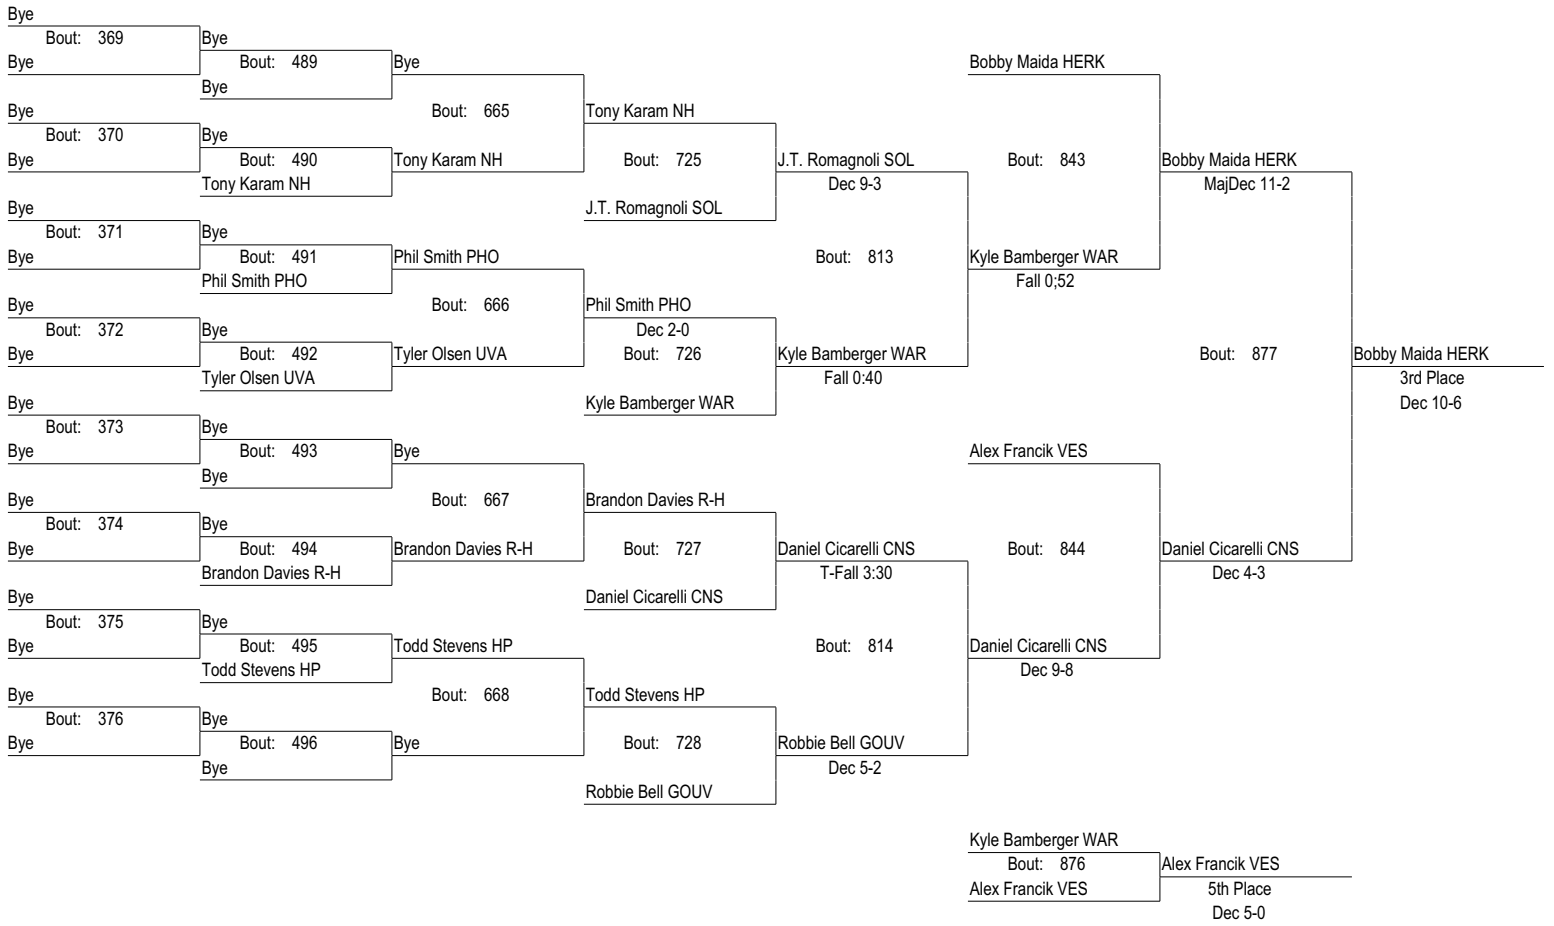 Bye
Bout: 369 Bye
Bye Bout: 489 Bye Bobby Maida HERK
Bye
Bye Bout: 665 Tony Karam NH
Bout: 370 Bye
Bye Bout: 490 Tony Karam NH Bout: 725 J.T. Romagnoli SOL Bout: 843 Bobby Maida HERK
Tony Karam NH Dec 9-3 MajDec 11-2
Bye J.T. Romagnoli SOL
Bout: 371 Bye
Bye Bout: 491 Phil Smith PHO Bout: 813 Kyle Bamberger WAR
Phil Smith PHO Fall 0;52
Bye Bout: 666 Phil Smith PHO
Bout: 372 Bye Dec 2-0
Bye Bout: 492 Tyler Olsen UVA Bout: 726 Kyle Bamberger WAR Bout: 877 Bobby Maida HERK
Tyler Olsen UVA Fall 0:40 3rd Place
Bye Kyle Bamberger WAR Dec 10-6
Bout: 373 Bye
Bye Bout: 493 Bye Alex Francik VES
Bye
Bye Bout: 667 Brandon Davies R-H
Bout: 374 Bye
Bye Bout: 494 Brandon Davies R-H Bout: 727 Daniel Cicarelli CNS Bout: 844 Daniel Cicarelli CNS
Brandon Davies R-H T-Fall 3:30 Dec 4-3
Bye Daniel Cicarelli CNS
Bout: 375 Bye
Bye Bout: 495 Todd Stevens HP Bout: 814 Daniel Cicarelli CNS
Todd Stevens HP Dec 9-8
Bye Bout: 668 Todd Stevens HP
Bout: 376 Bye
Bye Bout: 496 Bye Bout: 728 Robbie Bell GOUV
Bye Dec 5-2
Robbie Bell GOUV
Kyle Bamberger WAR
Bout: 876 Alex Francik VES
Alex Francik VES 5th Place
Dec 5-0